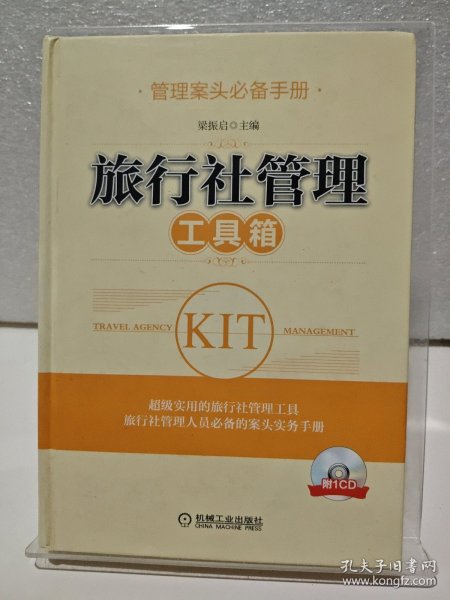 ·管理案头必备手册·
梁振启◎主编
旅行社管理
工具箱
TRAVEL AGENCY KIT MANAGEMENT
超级实用的旅行社管理工具
旅行社管理人员必备的案头实务手册
附1CD
机械工业出版社
CHINA MACHINE PRESS
孔夫子旧书网
www.kongfz.com